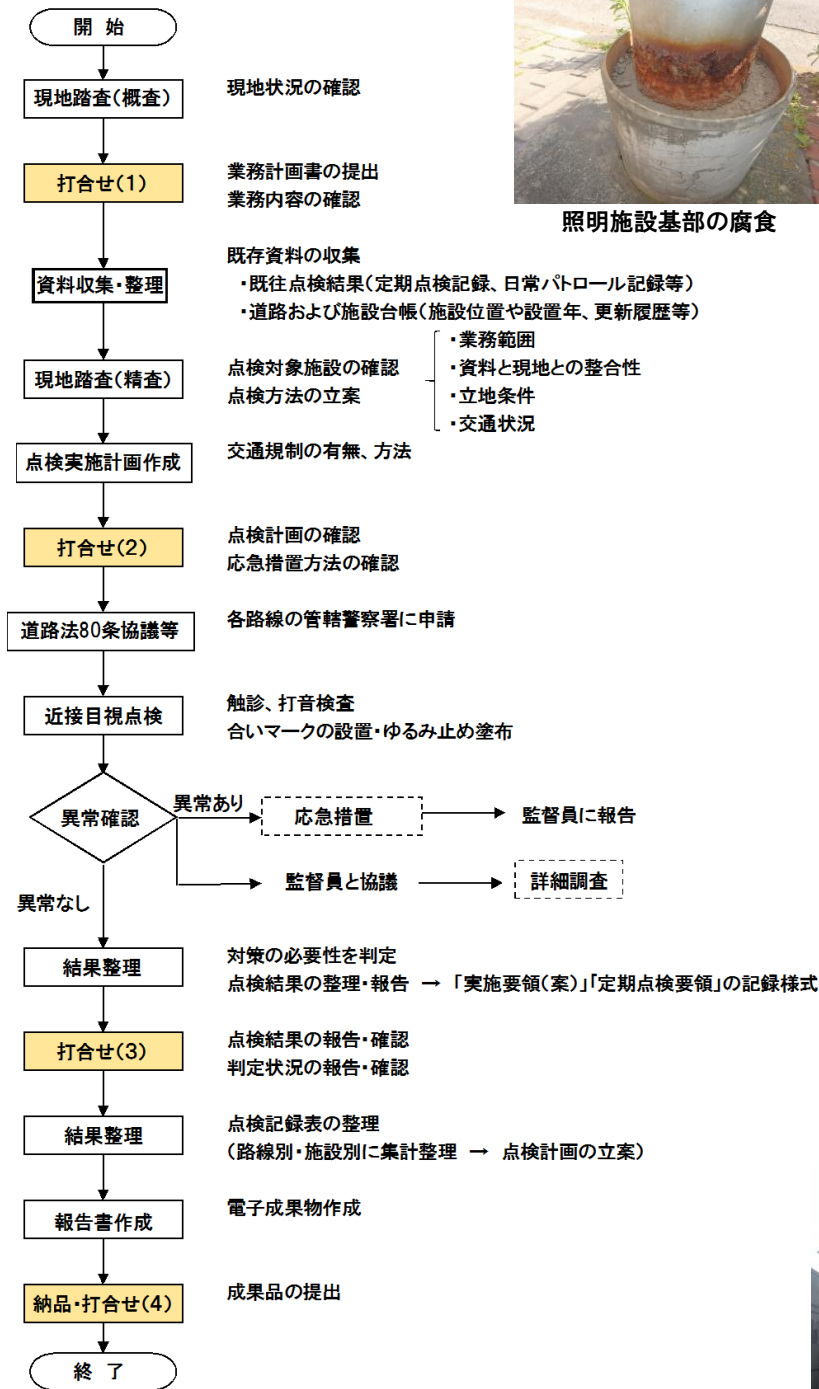 開 始
現地踏査(概査)
現地状況の確認
打合せ(1)
業務計画書の提出
業務内容の確認
照明施設基部の腐食
資料収集・整理
既存資料の収集
・既往点検結果(定期点検記録、日常パトロール記録等)
・道路および施設台帳(施設位置や設置年、更新履歴等)
現地踏査(精査)
点検対象施設の確認
点検方法の立案
・業務範囲
・資料と現地との整合性
・立地条件
・交通状況
点検実施計画作成
交通規制の有無、方法
打合せ(2)
点検計画の確認
応急措置方法の確認
道路法80条協議等
各路線の管轄警察署に申請
近接目視点検
触診、打音検査
合いマークの設置・ゆるみ止め塗布
異常確認
異常あり
応急措置
監督員に報告
監督員と協議
詳細調査
異常なし
結果整理
対策の必要性を判定
点検結果の整理・報告 → 「実施要領(案)」「定期点検要領」の記録様式
打合せ(3)
点検結果の報告・確認
判定状況の報告・確認
結果整理
点検記録表の整理
(路線別・施設別に集計整理 → 点検計画の立案)
報告書作成
電子成果物作成
納品・打合せ(4)
成果品の提出
終 了